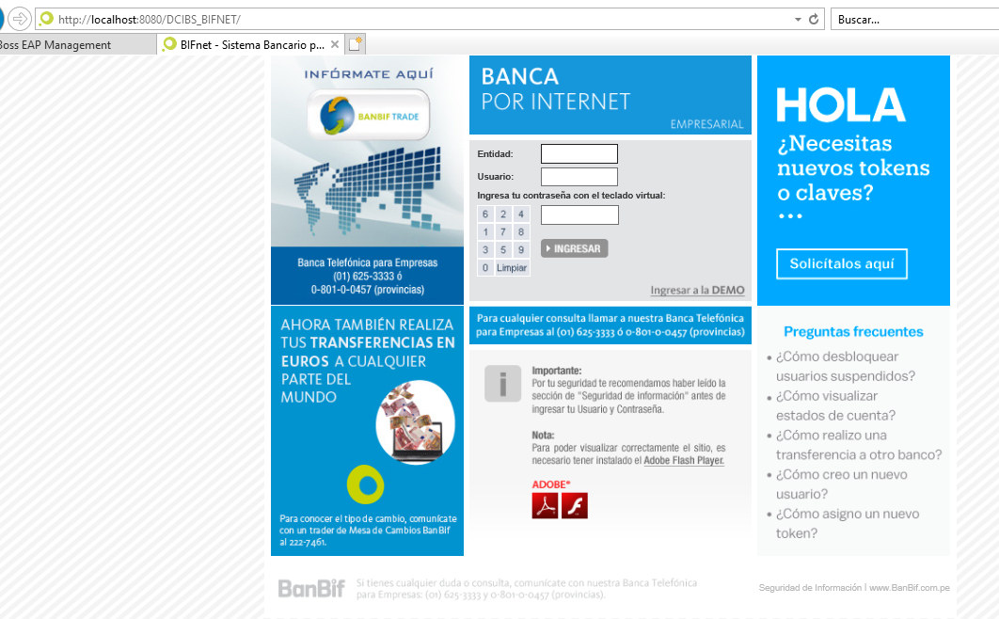 http://localhost:8080/DCIBS_BIFNET/
Buscar...
Boss EAP Management
BIFnet - Sistema Bancario p...
INFÓRMATE AQUÍ
BANBIF TRADE
Banca Telefónica para Empresas
(01) 625-3333 ó
0-801-0-0457 (provincias)
AHORA TAMBIÉN REALIZA
TUS TRANSFERENCIAS EN
EUROS A CUALQUIER
PARTE DEL
MUNDO
Para conocer el tipo de cambio, comunícate
con un trader de Mesa de Cambios BanBif
al 222-7461.
BANCA
POR INTERNET
EMPRESARIAL
Entidad:
Usuario:
Ingresa tu contraseña con el teclado virtual:
6 2 4
1 7 8
3 5 9
0 Limpiar
INGRESAR
Ingresar a la DEMO
Para cualquier consulta llamar a nuestra Banca Telefónica
para Empresas al (01) 625-3333 ó 0-801-0-0457 (provincias)
i
Importante:
Por tu seguridad te recomendamos haber leído la
sección de "Seguridad de información" antes de
ingresar tu Usuario y Contraseña.
Nota:
Para poder visualizar correctamente el sitio, es
necesario tener instalado el Adobe Flash Player.
ADOBE*
HOLA
¿Necesitas
nuevos tokens
o claves?
...
Solicítalos aquí
Preguntas frecuentes
• ¿Cómo desbloquear
usuarios suspendidos?
• ¿Cómo visualizar
estados de cuenta?
• ¿Cómo realizo una
transferencia a otro banco?
• ¿Cómo creo un nuevo
usuario?
• ¿Cómo asigno un nuevo
token?
BanBif
Si tienes cualquier duda o consulta, comunícate con nuestra Banca Telefónica
para Empresas: (01) 625-3333 y 0-801-0-0457 (provincias).
Seguridad de Información | www.BanBif.com.pe